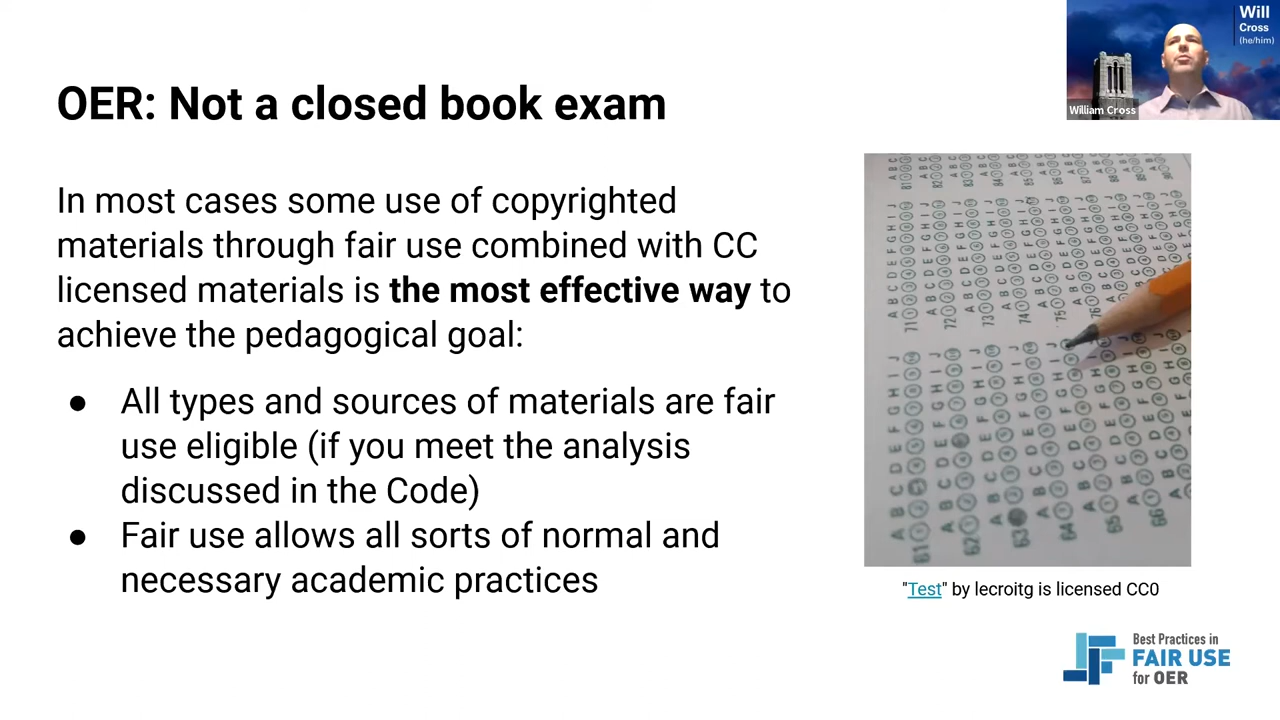 Will
Cross
(he/him)
William Cross
OER: Not a closed book exam
In most cases some use of copyrighted
materials through fair use combined with CC
licensed materials is the most effective way to
achieve the pedagogical goal:
● All types and sources of materials are fair
use eligible (if you meet the analysis
discussed in the Code)
● Fair use allows all sorts of normal and
necessary academic practices
"Test" by lecroitg is licensed CC0
Best Practices in
FAIR USE
for OER